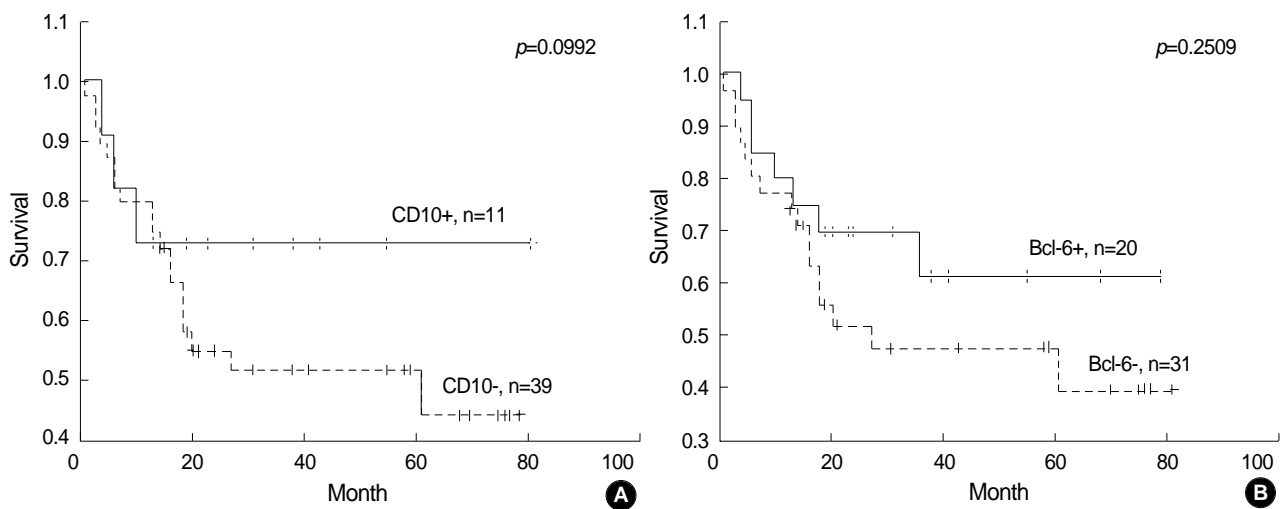 1.1
1.0
0.9
0.8
0.7
0.6
0.5
0.4
Survival
p=0.0992
CD10+, n=11
CD10-, n=39
0 20 40 60 80 100
Month
A
1.1
1.0
0.9
0.8
0.7
0.6
0.5
0.4
0.3
Survival
p=0.2509
Bcl-6+, n=20
Bcl-6-, n=31
0 20 40 60 80 100
Month
B